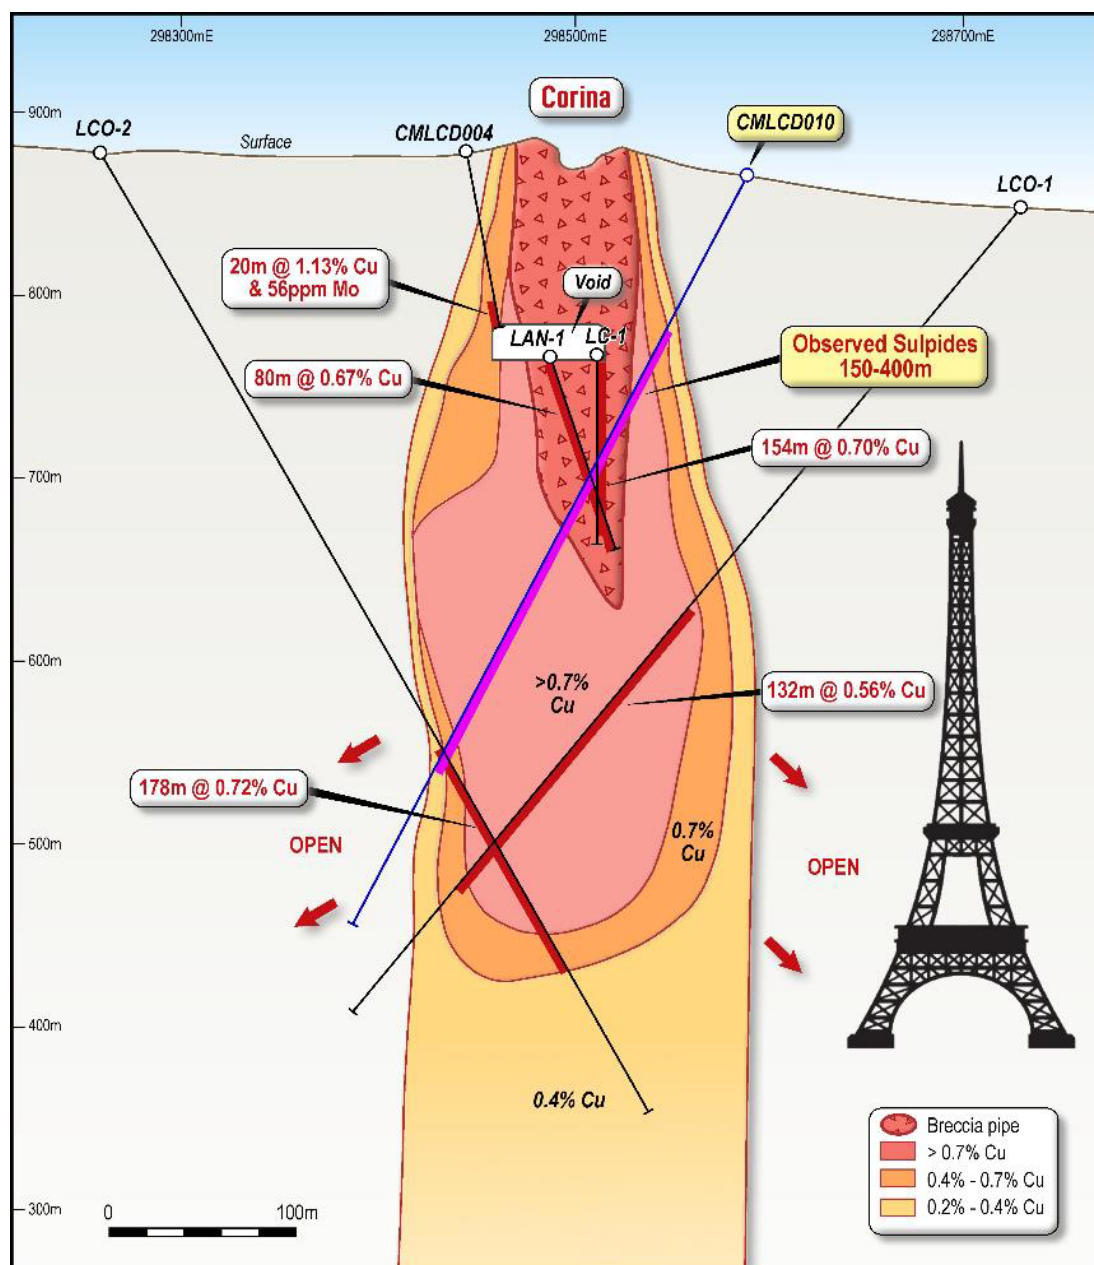 298300mE
298500mE
298700mE
Corina
900m
LCO-2
Surface
CMLCD004
CMLCD010
LCO-1
20m @ 1.13% Cu
& 56ppm Mo
Void
800m
LAN-1
LC-1
Observed Sulpides
150-400m
80m @ 0.67% Cu
154m @ 0.70% Cu
700m
600m
>0.7%
Cu
132m @ 0.56% Cu
178m @ 0.72% Cu
OPEN
0.7%
Cu
OPEN
500m
400m
0.4% Cu
Breccia pipe
> 0.7% Cu
0.4% - 0.7% Cu
0.2% - 0.4% Cu
300m
0
100m